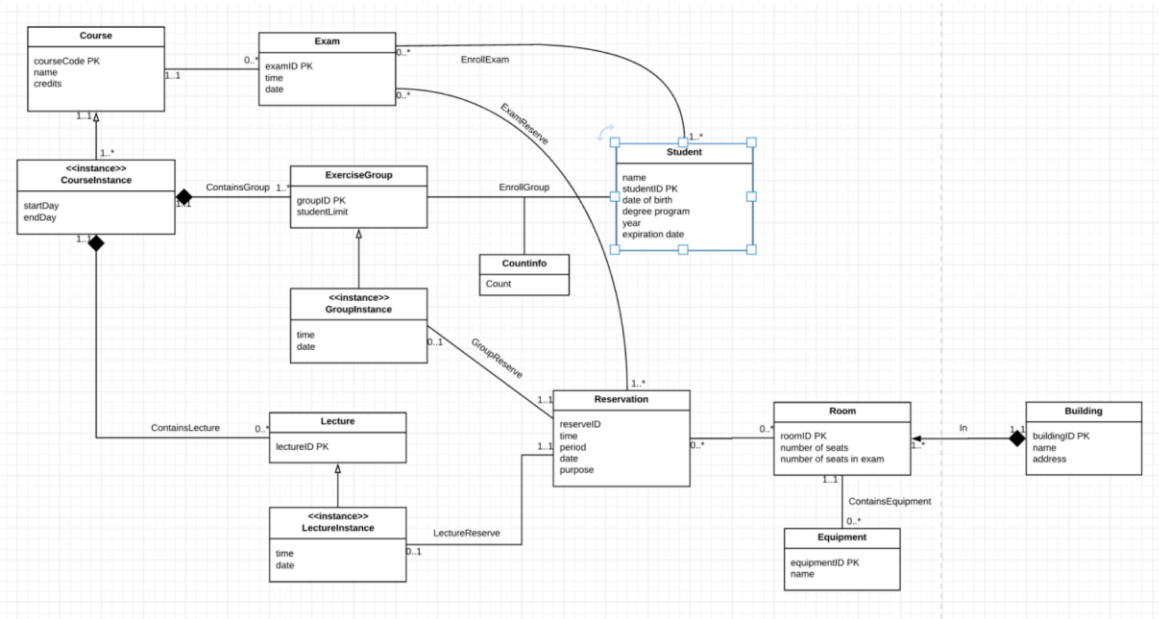 Course
courseCode PK
name
credits
1..1
0..*
Exam
examID PK
time
date
0..*
EnrollExam
0..*
ExamReserve
1..*
Student
name
studentID PK
date of birth
degree program
year
expiration date
1..1
1..*
<<instance>>
CourseInstance
startDay
endDay
1..1
ContainsGroup
1..*
ExerciseGroup
groupID PK
studentLimit
EnrollGroup
Countinfo
Count
1..1
<<instance>>
GroupInstance
time
date
0..1
GroupReserve
1..1
1..*
Reservation
reserveID
time
period
date
purpose
1..1
0..*
0..*
Room
roomID PK
number of seats
number of seats in exam
1..*
In
1..1
Building
buildingID PK
name
address
ContainsLecture
0..*
Lecture
lectureID PK
<<instance>>
LectureInstance
time
date
0..1
LectureReserve
1..1
ContainsEquipment
0..*
Equipment
equipmentID PK
name